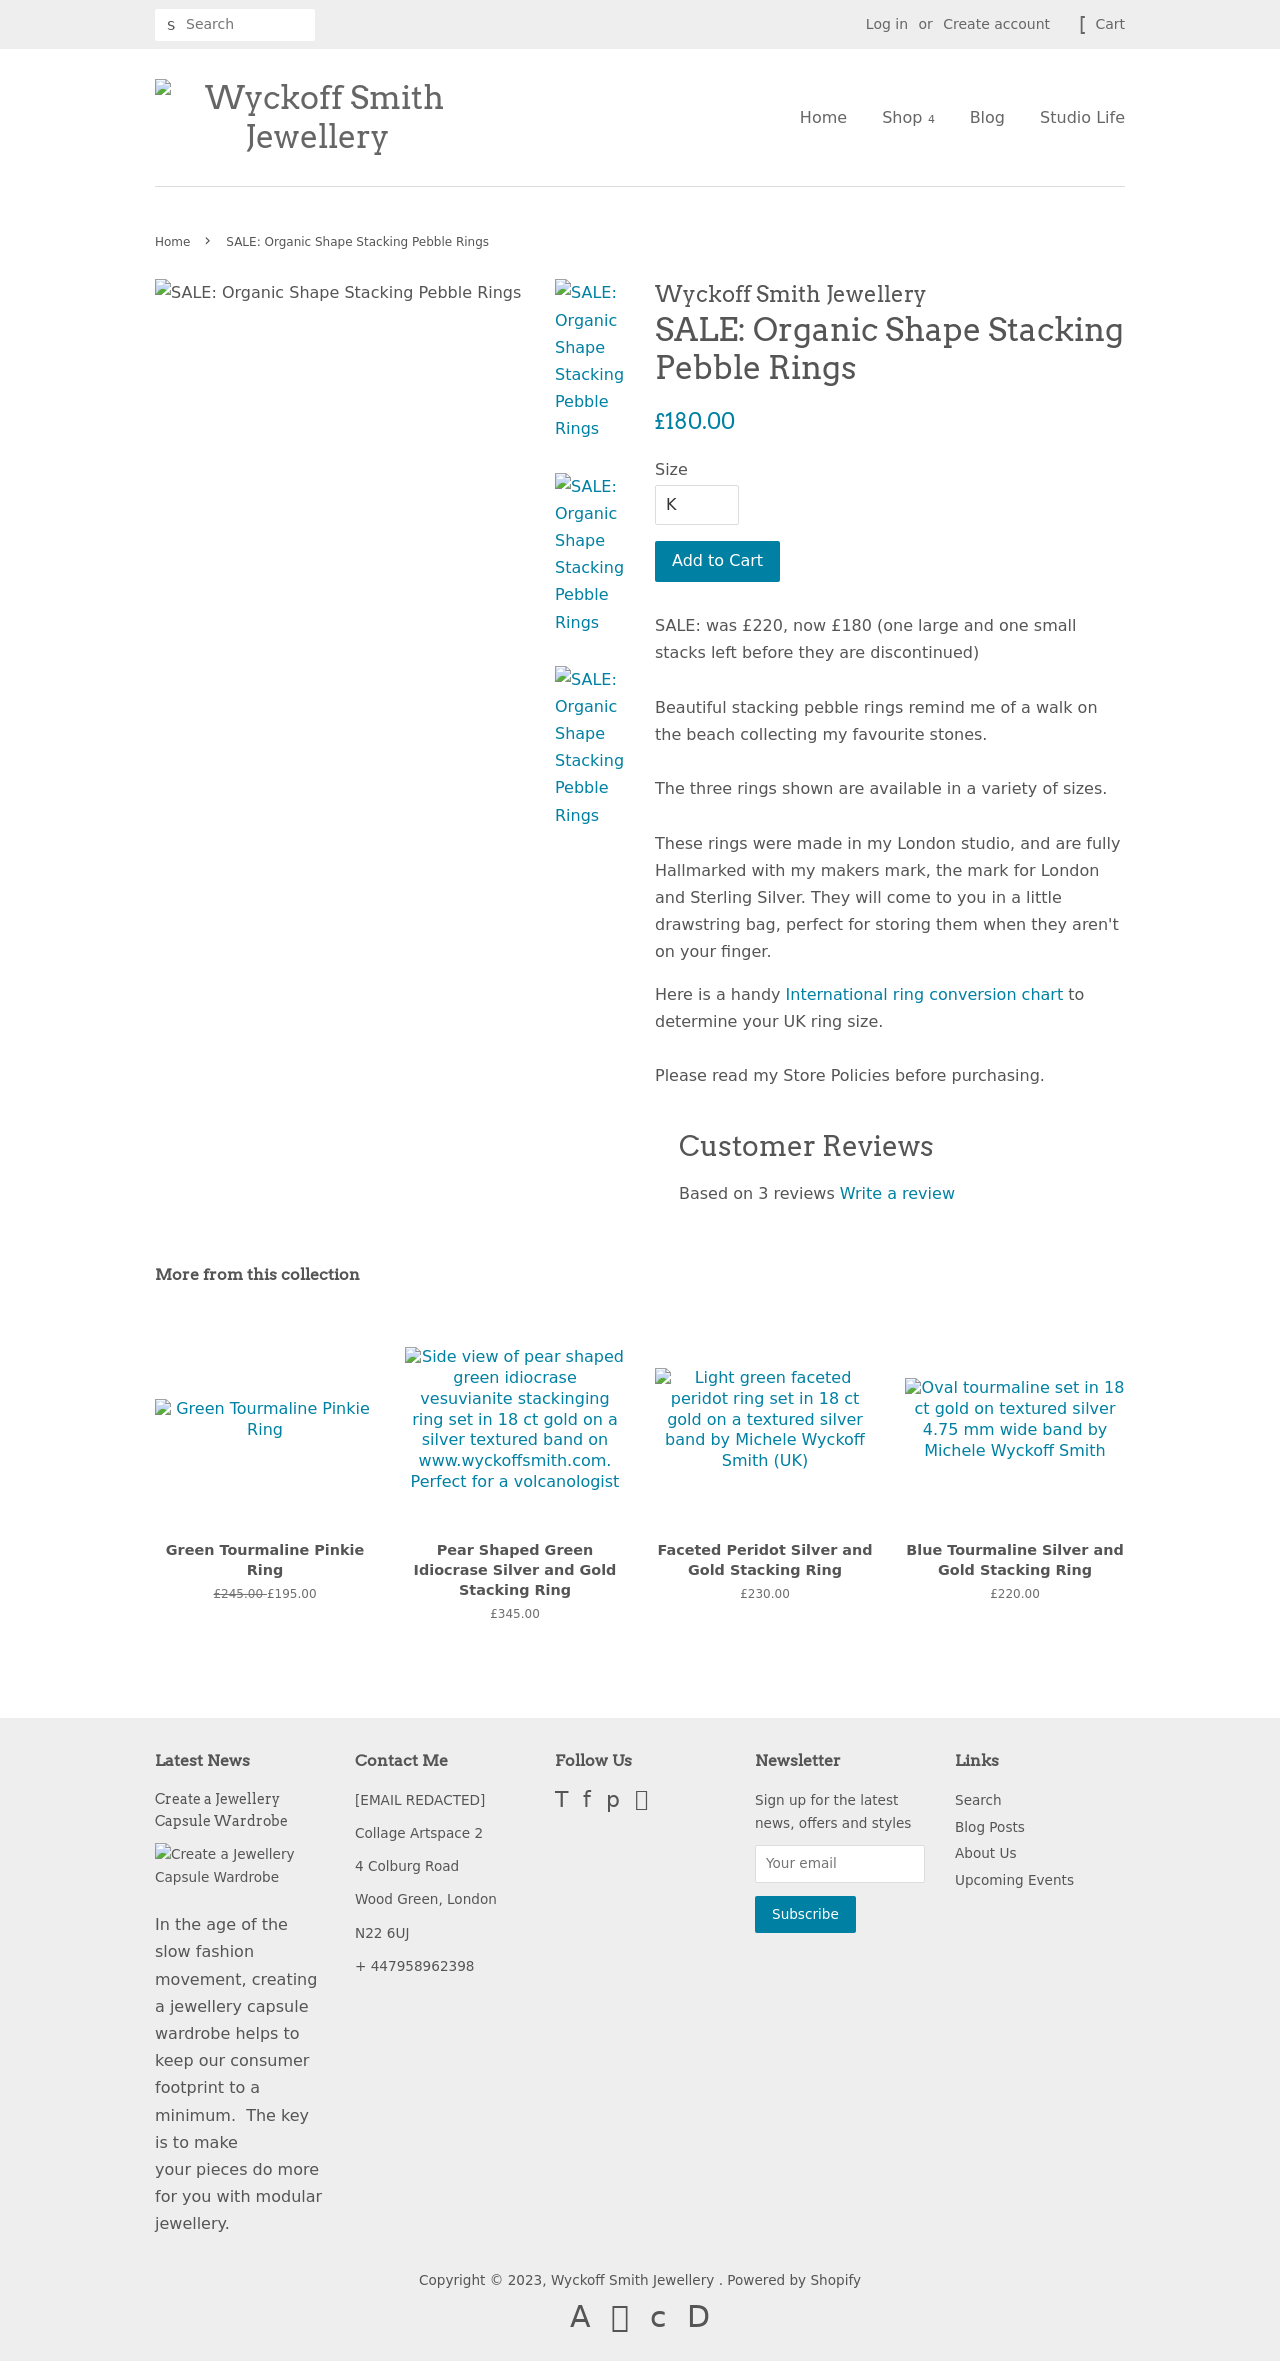 s Search
Log in or Create account [ Cart
Wyckoff Smith
Jewellery
Home Shop 4 Blog Studio Life
Home › SALE: Organic Shape Stacking Pebble Rings
SALE: Organic Shape Stacking Pebble Rings
SALE:
Organic
Shape
Stacking
Pebble
Rings
SALE:
Organic
Shape
Stacking
Pebble
Rings
SALE:
Organic
Shape
Stacking
Pebble
Rings
Wyckoff Smith Jewellery
SALE: Organic Shape Stacking
Pebble Rings
£180.00
Size
K
Add to Cart
SALE: was £220, now £180 (one large and one small
stacks left before they are discontinued)
Beautiful stacking pebble rings remind me of a walk on
the beach collecting my favourite stones.
The three rings shown are available in a variety of sizes.
These rings were made in my London studio, and are fully
Hallmarked with my makers mark, the mark for London
and Sterling Silver. They will come to you in a little
drawstring bag, perfect for storing them when they aren't
on your finger.
Here is a handy International ring conversion chart to
determine your UK ring size.
Please read my Store Policies before purchasing.
Customer Reviews
Based on 3 reviews Write a review
More from this collection
Green Tourmaline Pinkie
Ring
Side view of pear shaped
green idiocrase
vesuvianite stackinging
ring set in 18 ct gold on a
silver textured band on
www.wyckoffsmith.com.
Perfect for a volcanologist
Light green faceted
peridot ring set in 18 ct
gold on a textured silver
band by Michele Wyckoff
Smith (UK)
Oval tourmaline set in 18
ct gold on textured silver
4.75 mm wide band by
Michele Wyckoff Smith
Green Tourmaline Pinkie
Ring
£245.00 £195.00
Pear Shaped Green
Idiocrase Silver and Gold
Stacking Ring
£345.00
Faceted Peridot Silver and
Gold Stacking Ring
£230.00
Blue Tourmaline Silver and
Gold Stacking Ring
£220.00
Latest News
Create a Jewellery
Capsule Wardrobe
Create a Jewellery
Capsule Wardrobe
In the age of the
slow fashion
movement, creating
a jewellery capsule
wardrobe helps to
keep our consumer
footprint to a
minimum.  The key
is to make
your pieces do more
for you with modular
jewellery.
Contact Me
[EMAIL REDACTED]
Collage Artspace 2
4 Colburg Road
Wood Green, London
N22 6UJ
+ 447958962398
Follow Us
T f p
Newsletter
Sign up for the latest
news, offers and styles
Your email
Subscribe
Links
Search
Blog Posts
About Us
Upcoming Events
Copyright © 2023, Wyckoff Smith Jewellery . Powered by Shopify
A c D